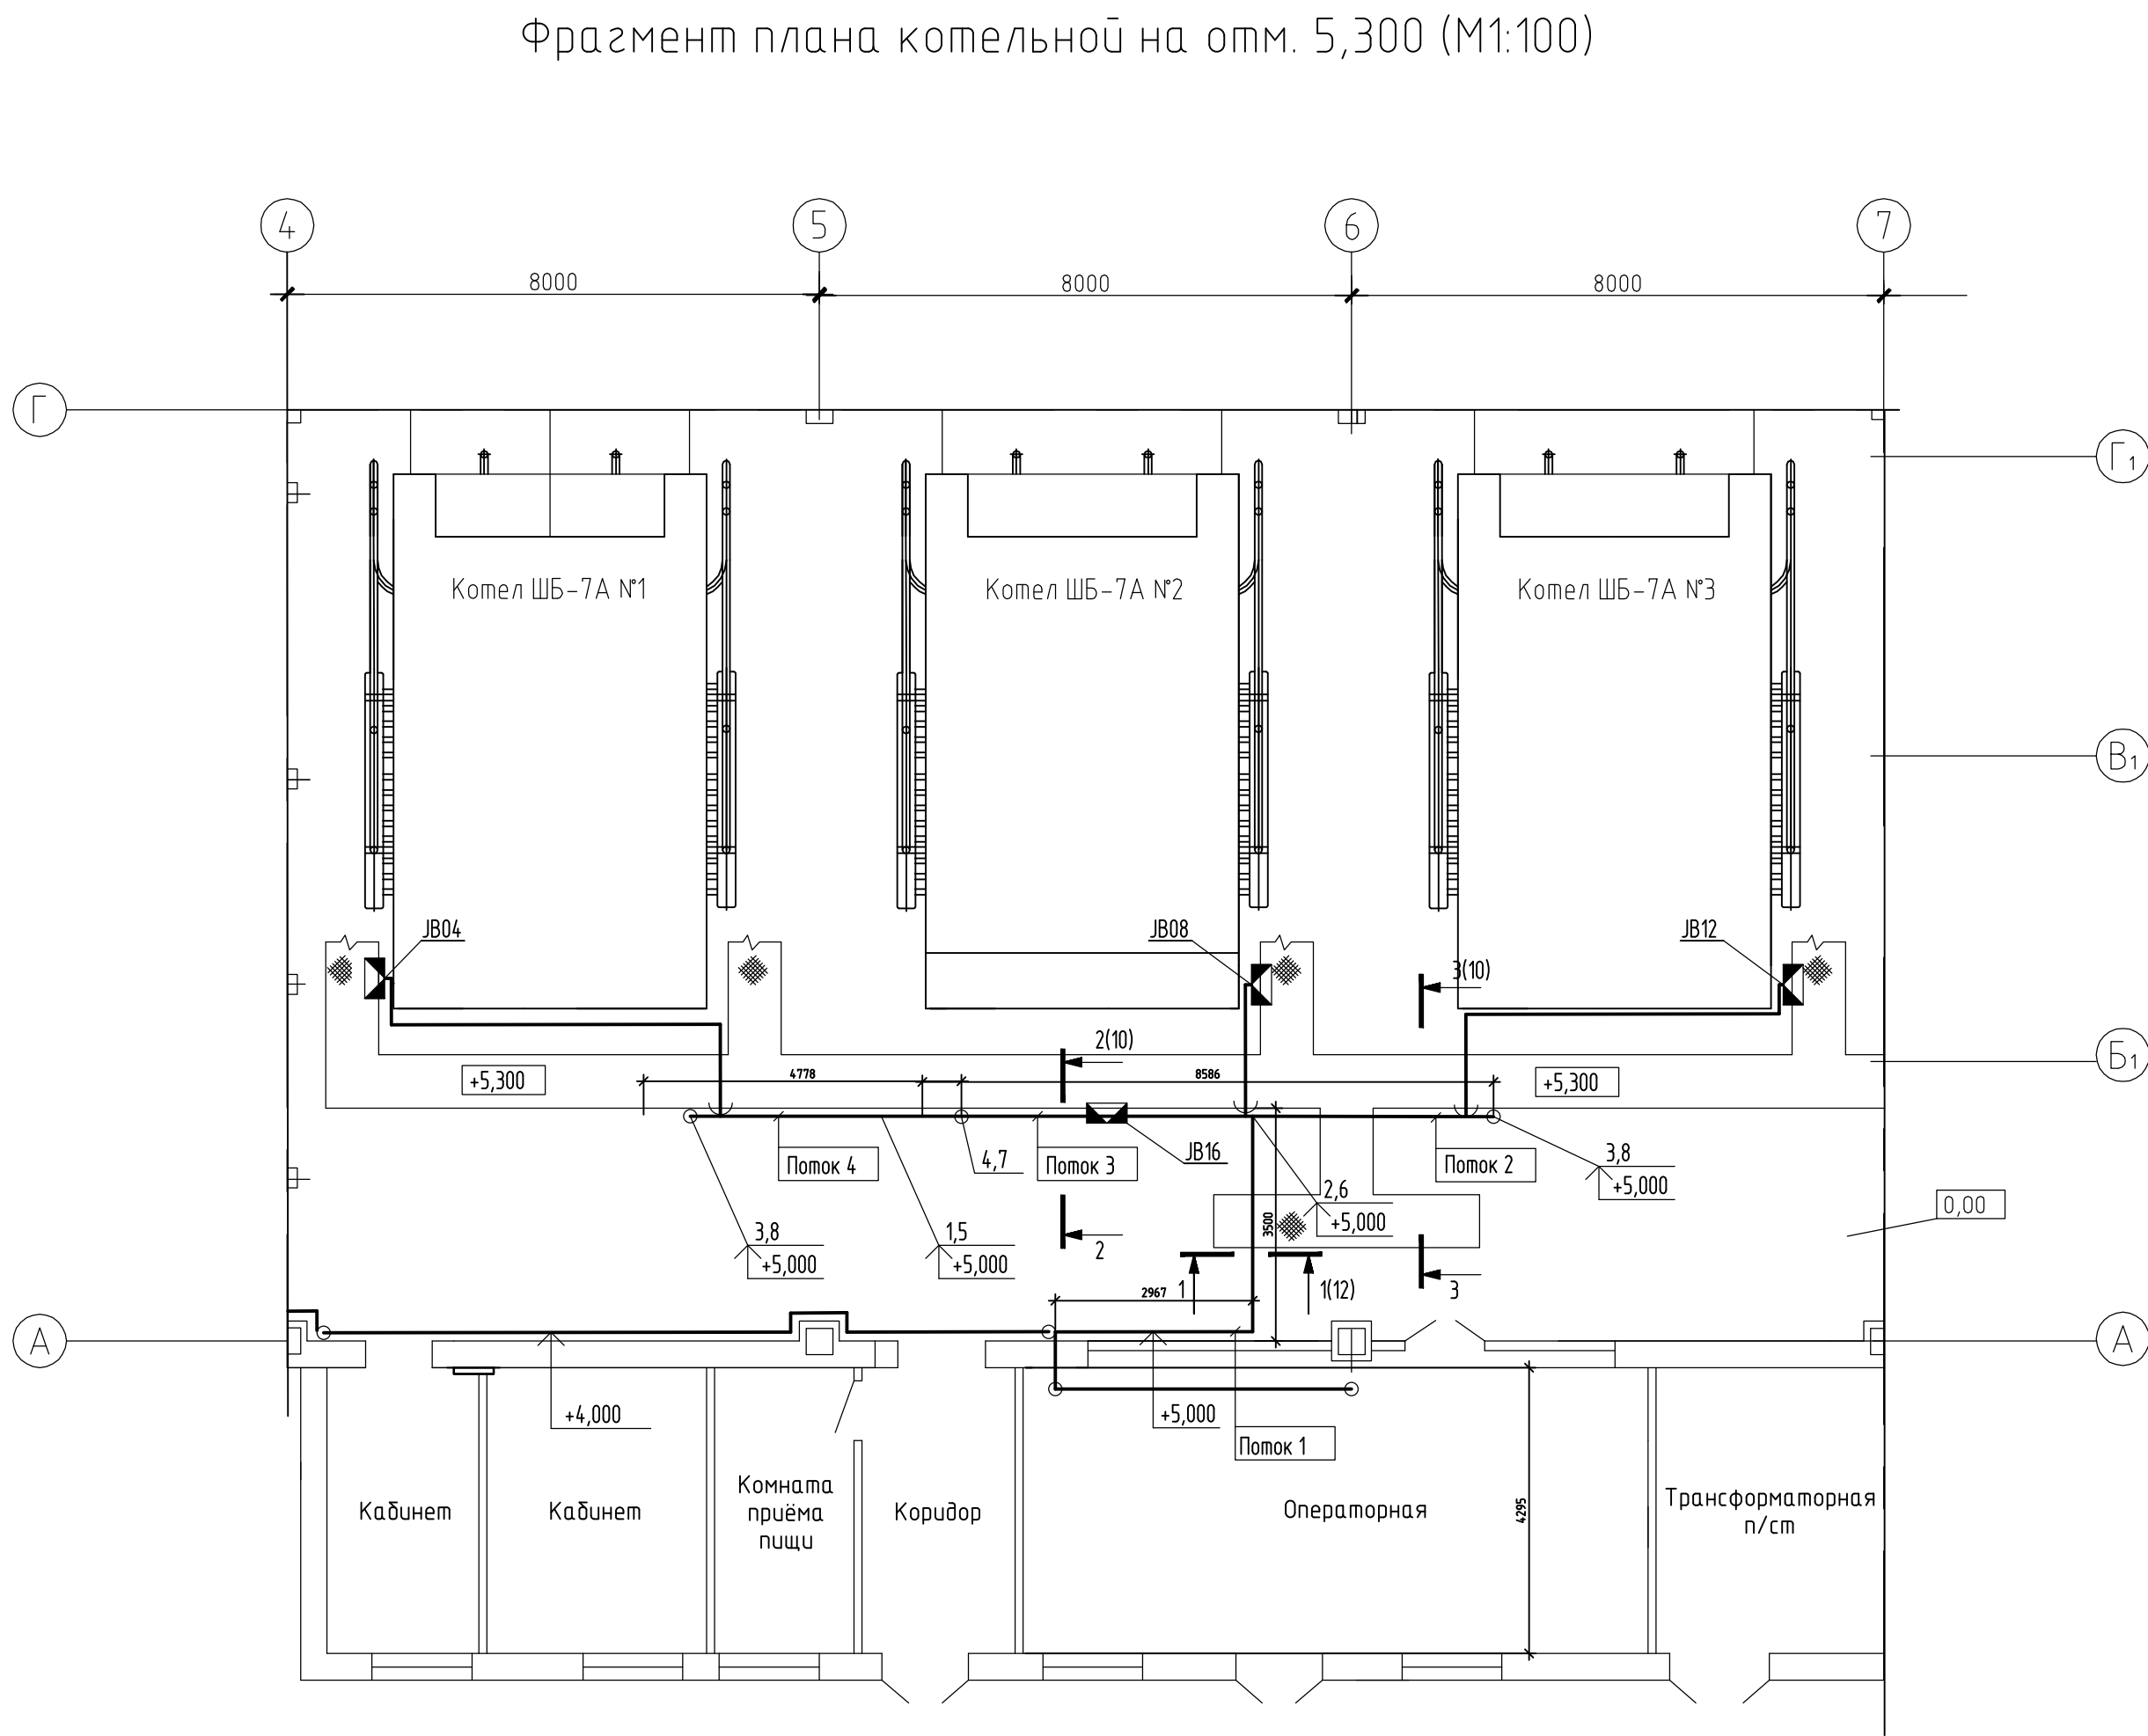 Фрагмент плана котельной на отм. 5,300 (М1:100)
4
5
6
7
8000
8000
8000
Г
Г1
Котел ШБ-7А №1
Котел ШБ-7А №2
Котел ШБ-7А №3
В1
JB04
JB08
JB12
3(10)
2(10)
Б1
+5,300
4778
8586
+5,300
Поток 4
4,7
Поток 3
JB16
Поток 2
3,8
+5,000
2,6
+5,000
3500
0,00
3,8
+5,000
1,5
+5,000
2
1
1(12)
3
2967
А
А
+4,000
+5,000
Поток 1
Кабинет
Кабинет
Комната
приёма
пищи
Коридор
Операторная
4295
Трансформаторная
п/ст